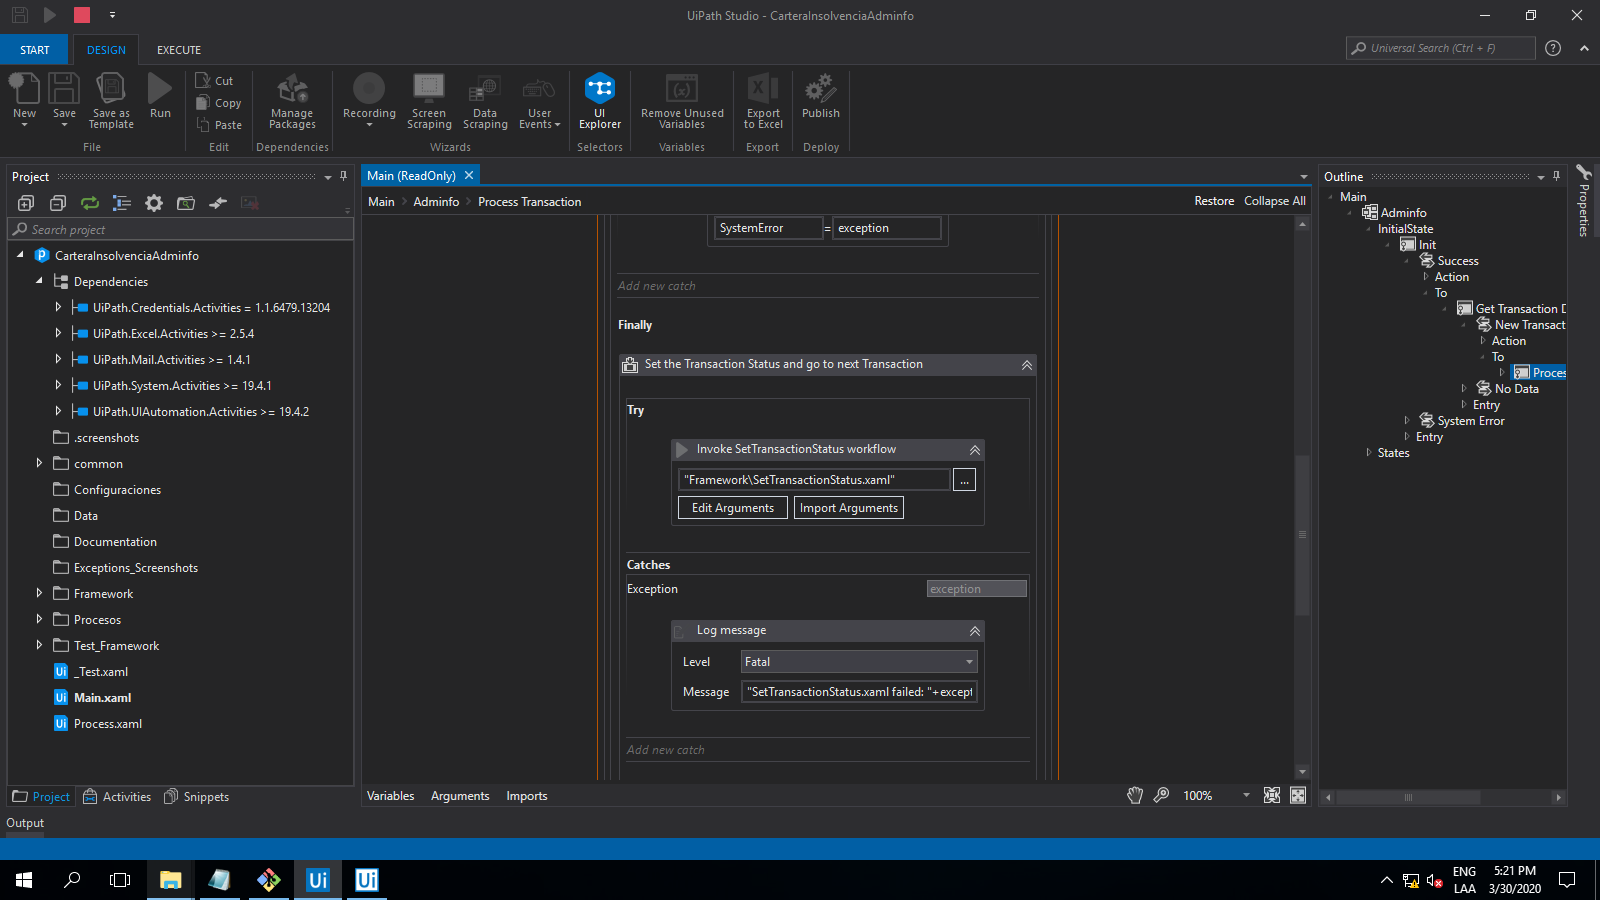 UiPath Studio - CarteraInsolvenciaAdminfo
START
DESIGN
EXECUTE
Universal Search (Ctrl + F)
New
Save
Save as Template
Run
File
Cut
Copy
Paste
Edit
Manage Packages
Dependencies
Recording
Screen Scraping
Data Scraping
User Events
Wizards
UI Explorer
Selectors
Remove Unused Variables
Variables
Export to Excel
Export
Publish
Deploy
Project
Search project
CarteraInsolvenciaAdminfo
Dependencies
UiPath.Credentials.Activities = 1.1.6479.13204
UiPath.Excel.Activities >= 2.5.4
UiPath.Mail.Activities >= 1.4.1
UiPath.System.Activities >= 19.4.1
UiPath.UIAutomation.Activities >= 19.4.2
.screenshots
common
Configuraciones
Data
Documentation
Exceptions_Screenshots
Framework
Procesos
Test_Framework
_Test.xaml
Main.xaml
Process.xaml
Project
Activities
Snippets
Output
Main (ReadOnly)
Main > Adminfo > Process Transaction
Restore
Collapse All
SystemError = exception
Add new catch
Finally
Set the Transaction Status and go to next Transaction
Try
Invoke SetTransactionStatus workflow
"Framework\SetTransactionStatus.xaml"
...
Edit Arguments
Import Arguments
Catches
Exception
exception
Log message
Level
Fatal
Message
"SetTransactionStatus.xaml failed: "+except
Add new catch
Variables
Arguments
Imports
100%
Outline
Main
Adminfo
InitialState
Init
Success
Action
To
Get Transaction D
New Transact
Action
To
Proces
No Data
Entry
System Error
Entry
States
Properties
ENG
LAA
5:21 PM
3/30/2020